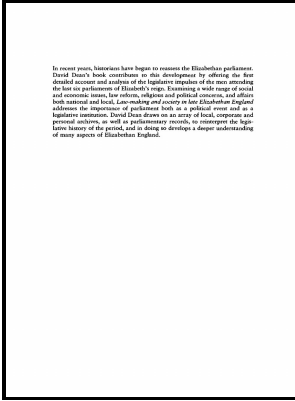 In recent years, historians have begun to reassess the Elizabethan parliament.
David Dean's book contributes to this development by offering the first
detailed account and analysis of the legislative impulses of the men attending
the last six parliaments of Elizabeth's reign. Examining a wide range of social
and economic issues, law reform, religious and political concerns, and affairs
both national and local, Law-making and society in late Elizabethan England
addresses the importance of parliament both as a political event and as a
legislative institution. David Dean draws on an array of local, corporate and
personal archives, as well as parliamentary records, to reinterpret the legis-
lative history of the period, and in doing so develops a deeper understanding
of many aspects of Elizabethan England.